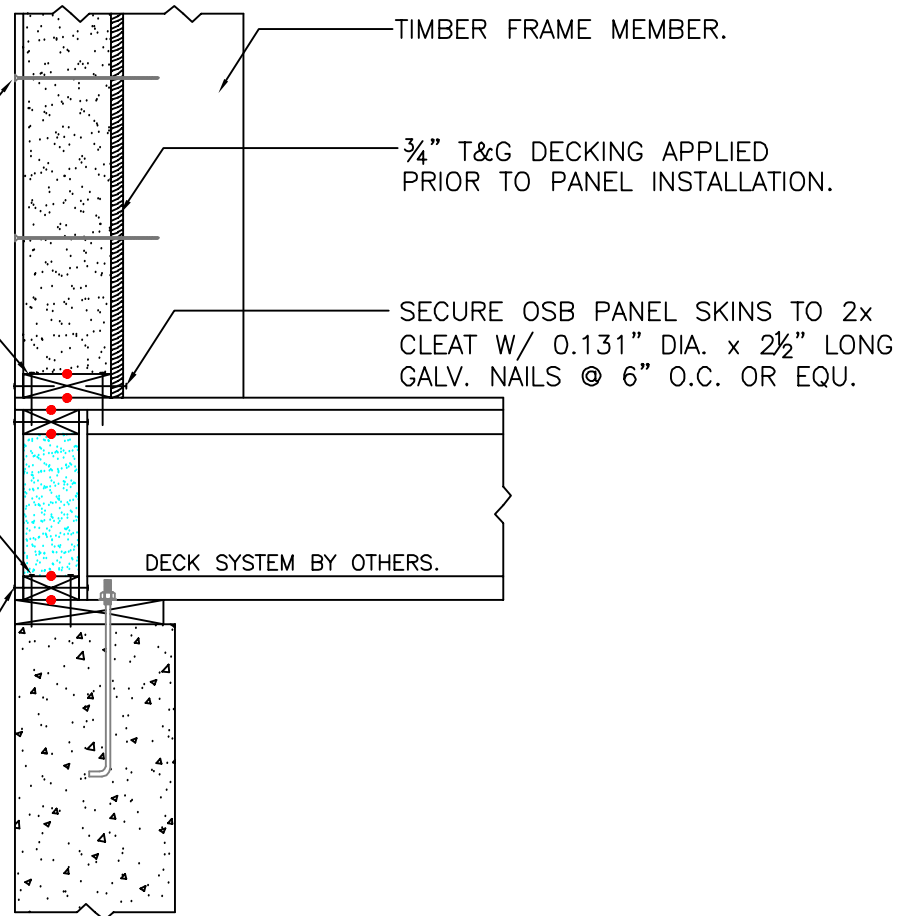 TIMBER FRAME MEMBER.
¾" T&G DECKING APPLIED
PRIOR TO PANEL INSTALLATION.
SECURE OSB PANEL SKINS TO 2x
CLEAT W/ 0.131" DIA. x 2½" LONG
GALV. NAILS @ 6" O.C. OR EQU.
DECK SYSTEM BY OTHERS.